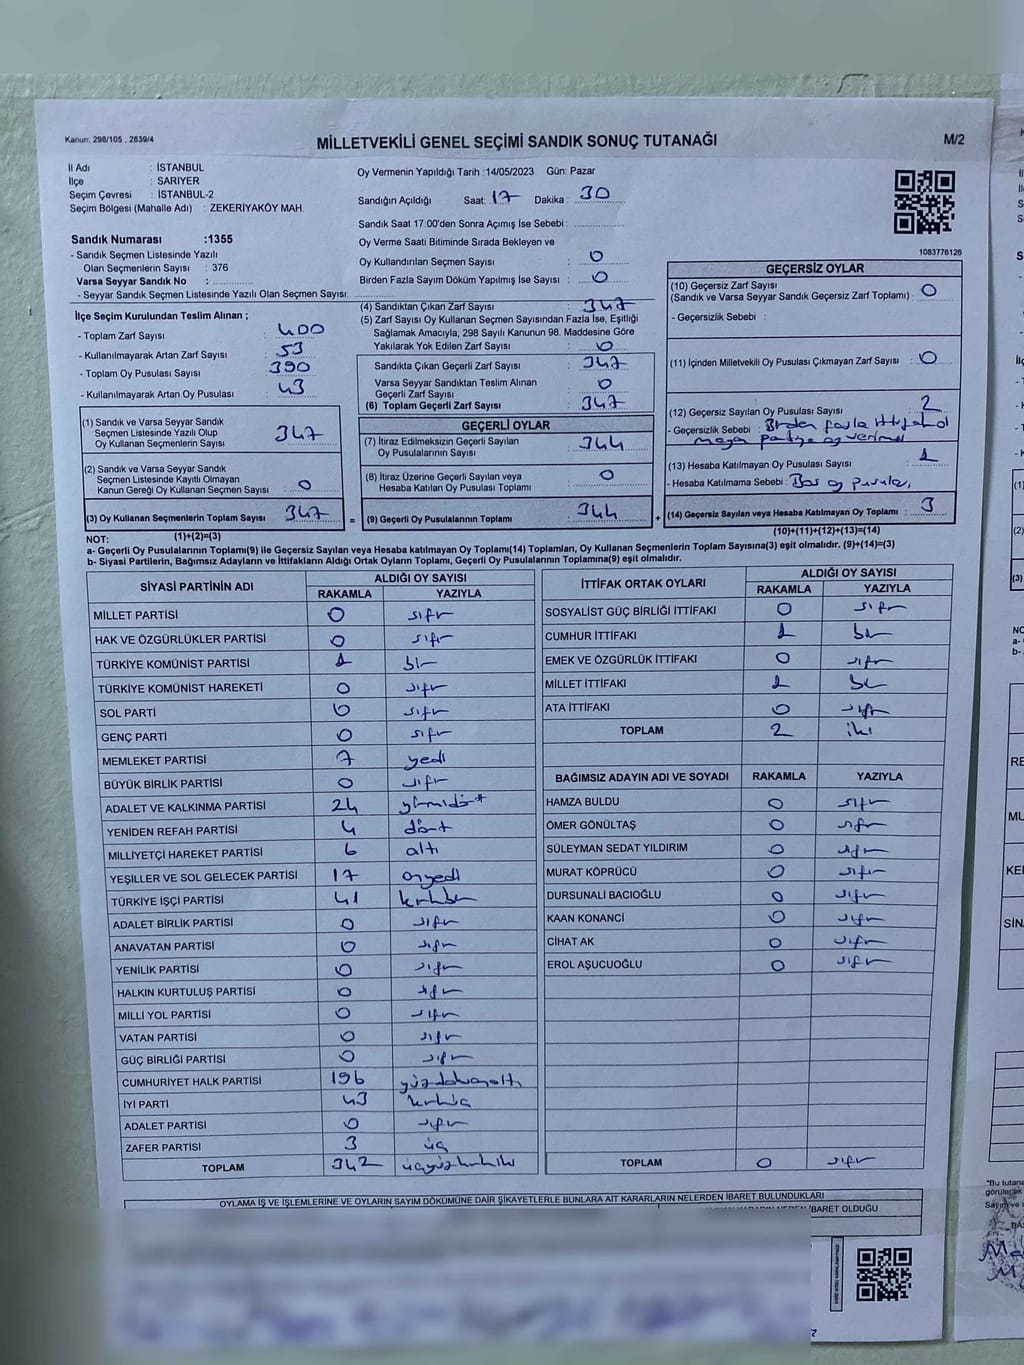 Kanun: 298/105 , 2839/4
MİLLETVEKİLİ GENEL SEÇİMİ SANDIK SONUÇ TUTANAĞI
M/2
İl Adı : İSTANBUL
İlçe : SARIYER
Seçim Çevresi : İSTANBUL-2
Seçim Bölgesi (Mahalle Adı) : ZEKERİYAKÖY MAH.
Oy Vermenin Yapıldığı Tarih :14/05/2023 Gün: Pazar
Sandığın Açıldığı Saat: 17 Dakika : 30
Sandık Saat 17:00'den Sonra Açımış İse Sebebi :
Oy Verme Saati Bitiminde Sırada Bekleyen ve
Oy Kullandırılan Seçmen Sayısı : 0
Birden Fazla Sayım Döküm Yapılmış İse Sayısı : 0
1083776126
Sandık Numarası :1355
- Sandık Seçmen Listesinde Yazılı
Olan Seçmenlerin Sayısı : 376
Varsa Seyyar Sandık No :
- Seyyar Sandık Seçmen Listesinde Yazılı Olan Seçmen Sayısı:
İlçe Seçim Kurulundan Teslim Alınan ;
- Toplam Zarf Sayısı : 400
- Kullanılmayarak Artan Zarf Sayısı : 53
- Toplam Oy Pusulası Sayısı : 390
- Kullanılmayarak Artan Oy Pusulası : 43
(1) Sandık ve Varsa Seyyar Sandık
Seçmen Listesinde Yazılı Olup
Oy Kullanan Seçmenlerin Sayısı : 347
(2) Sandık ve Varsa Seyyar Sandık
Seçmen Listesinde Kayıtlı Olmayan
Kanun Gereği Oy Kullanan Seçmen Sayısı : 0
(3) Oy Kullanan Seçmenlerin Toplam Sayısı : 347
(4) Sandıktan Çıkan Zarf Sayısı : 347
(5) Zarf Sayısı Oy Kullanan Seçmen Sayısından Fazla İse, Eşitliği
Sağlamak Amacıyla, 298 Sayılı Kanunun 98. Maddesine Göre
Yakılarak Yok Edilen Zarf Sayısı : 0
Sandıkta Çıkan Geçerli Zarf Sayısı : 347
Varsa Seyyar Sandıktan Teslim Alınan
Geçerli Zarf Sayısı : 0
(6) Toplam Geçerli Zarf Sayısı : 347
GEÇERLİ OYLAR
(7) İtiraz Edilmeksizin Geçerli Sayılan
Oy Pusulalarının Sayısı : 344
(8) İtiraz Üzerine Geçerli Sayılan veya
Hesaba Katılan Oy Pusulası Toplamı : 0
= (9) Geçerli Oy Pusulalarının Toplamı : 344 +
GEÇERSİZ OYLAR
(10) Geçersiz Zarf Sayısı
(Sandık ve Varsa Seyyar Sandık Geçersiz Zarf Toplamı) : 0
- Geçersizlik Sebebi :
(11) İçinden Milletvekili Oy Pusulası Çıkmayan Zarf Sayısı : 0
(12) Geçersiz Sayılan Oy Pusulası Sayısı : 2
- Geçersizlik Sebebi : Birden fazla ittifak ol
mayan partiye oy verilmesi
(13) Hesaba Katılmayan Oy Pusulası Sayısı : 1
- Hesaba Katılmama Sebebi : Boş oy pusulası
(14) Geçersiz Sayılan veya Hesaba Katılmayan Oy Toplamı : 3
NOT: (1)+(2)=(3)
(10)+(11)+(12)+(13)=(14)
a- Geçerli Oy Pusulalarının Toplamı(9) ile Geçersiz Sayılan veya Hesaba katılmayan Oy Toplamı(14) Toplamları, Oy Kullanan Seçmenlerin Toplam Sayısına(3) eşit olmalıdır. (9)+(14)=(3)
b- Siyasi Partilerin, Bağımsız Adayların ve İttifakların Aldığı Ortak Oyların Toplamı, Geçerli Oy Pusulalarının Toplamına(9) eşit olmalıdır.
SİYASİ PARTİNİN ADI ALDIĞI OY SAYISI
RAKAMLA YAZIYLA
MİLLET PARTİSİ 0 sıfır
HAK VE ÖZGÜRLÜKLER PARTİSİ 0 sıfır
TÜRKİYE KOMÜNİST PARTİSİ 1 bir
TÜRKİYE KOMÜNİST HAREKETİ 0 sıfır
SOL PARTİ 0 sıfır
GENÇ PARTİ 0 sıfır
MEMLEKET PARTİSİ 7 yedi
BÜYÜK BİRLİK PARTİSİ 0 sıfır
ADALET VE KALKINMA PARTİSİ 24 yirmidört
YENİDEN REFAH PARTİSİ 4 dört
MİLLİYETÇİ HAREKET PARTİSİ 6 altı
YEŞİLLER VE SOL GELECEK PARTİSİ 17 onyedi
TÜRKİYE İŞÇİ PARTİSİ 41 kırkbir
ADALET BİRLİK PARTİSİ 0 sıfır
ANAVATAN PARTİSİ 0 sıfır
YENİLİK PARTİSİ 0 sıfır
HALKIN KURTULUŞ PARTİSİ 0 sıfır
MİLLİ YOL PARTİSİ 0 sıfır
VATAN PARTİSİ 0 sıfır
GÜÇ BİRLİĞİ PARTİSİ 0 sıfır
CUMHURİYET HALK PARTİSİ 196 yüzdoksanaltı
İYİ PARTİ 43 kırküç
ADALET PARTİSİ 0 sıfır
ZAFER PARTİSİ 3 üç
TOPLAM 342 üçyüzkırkiki
İTTİFAK ORTAK OYLARI ALDIĞI OY SAYISI
RAKAMLA YAZIYLA
SOSYALİST GÜÇ BİRLİĞİ İTTİFAKI 0 sıfır
CUMHUR İTTİFAKI 1 bir
EMEK VE ÖZGÜRLÜK İTTİFAKI 0 sıfır
MİLLET İTTİFAKI 1 bir
ATA İTTİFAKI 0 sıfır
TOPLAM 2 iki
BAĞIMSIZ ADAYIN ADI VE SOYADI RAKAMLA YAZIYLA
HAMZA BULDU 0 sıfır
ÖMER GÖNÜLTAŞ 0 sıfır
SÜLEYMAN SEDAT YILDIRIM 0 sıfır
MURAT KÖPRÜCÜ 0 sıfır
DURSUNALİ BACIOĞLU 0 sıfır
KAAN KONANCİ 0 sıfır
CİHAT AK 0 sıfır
EROL AŞUCUOĞLU 0 sıfır
TOPLAM 0 sıfır
OYLAMA İŞ VE İŞLEMLERİNE VE OYLARIN SAYIM DÖKÜMÜNE DAİR ŞİKAYETLERLE BUNLARA AİT KARARLARIN NELERDEN İBARET BULUNDUKLARI
BARET OLDUĞU